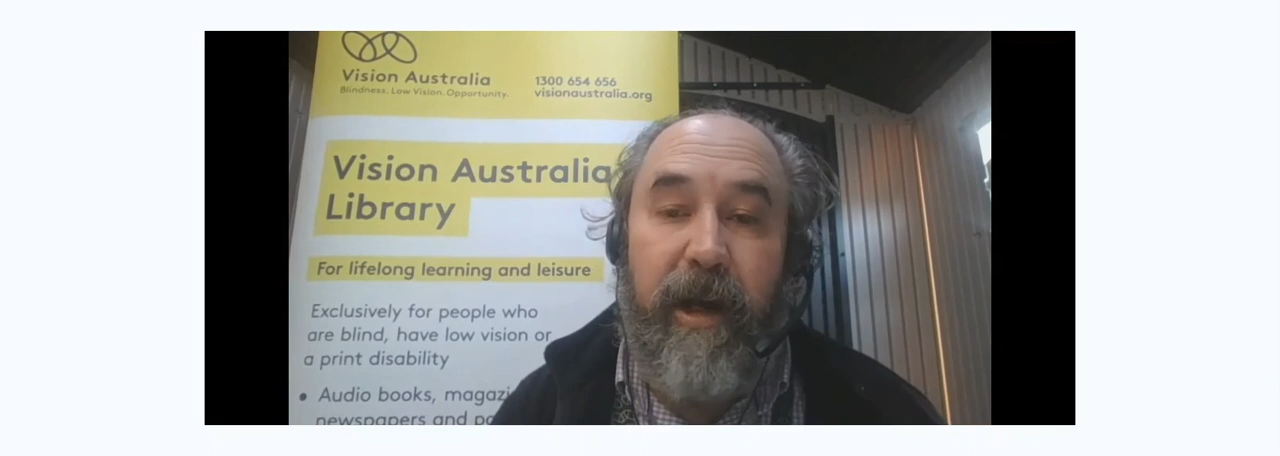 Vision Australia
Blindness. Low Vision. Opportunity.
1300 654 656
visionaustralia.org
Vision Australia
Library
For lifelong learning and leisure
Exclusively for people who
are blind, have low vision or
a print disability
• Audio books,
newspapers and